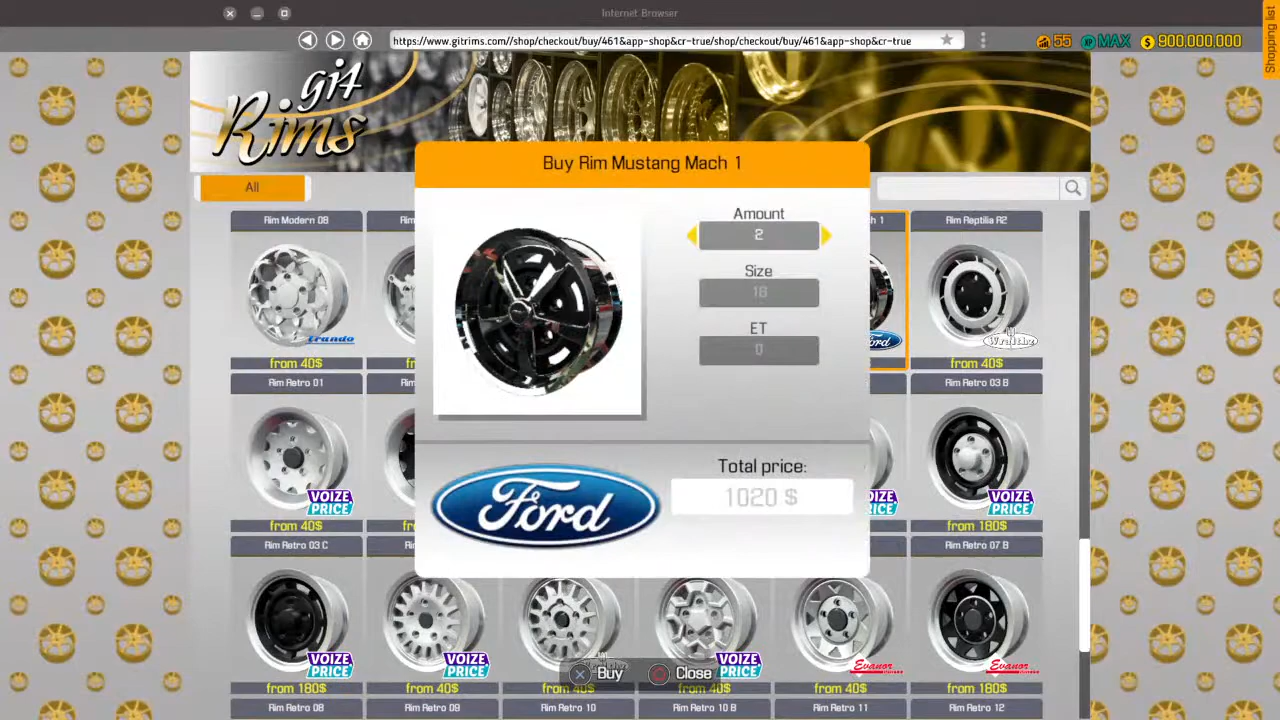 Internet Browser
https://www.gitrims.com//shop/checkout/buy/461&app-shop&cr-true/shop/checkout/buy/461&app-shop&cr-true
55 XP MAX $ 900,000,000
Shopping list
git
Rims
Buy Rim Mustang Mach 1
All
Rim Modern 08
Rim Reptilia R2
Amount
2
Size
16
ET
0
Brando
Ford
from 40$
from 40$
Rim Retro 01
Rim Retro 03 B
VOIZE
PRICE
VOIZE
PRICE
Ford
Total price:
1020 $
from 40$
from 180$
Rim Retro 03 C
Rim Retro 07 B
VOIZE
PRICE
VOIZE
PRICE
VOIZE
PRICE
Evanor
Evanor
Buy
Close
from 180$
from 40$
from 40$
from 40$
from 40$
from 180$
Rim Retro 08
Rim Retro 09
Rim Retro 10
Rim Retro 10 B
Rim Retro 11
Rim Retro 12